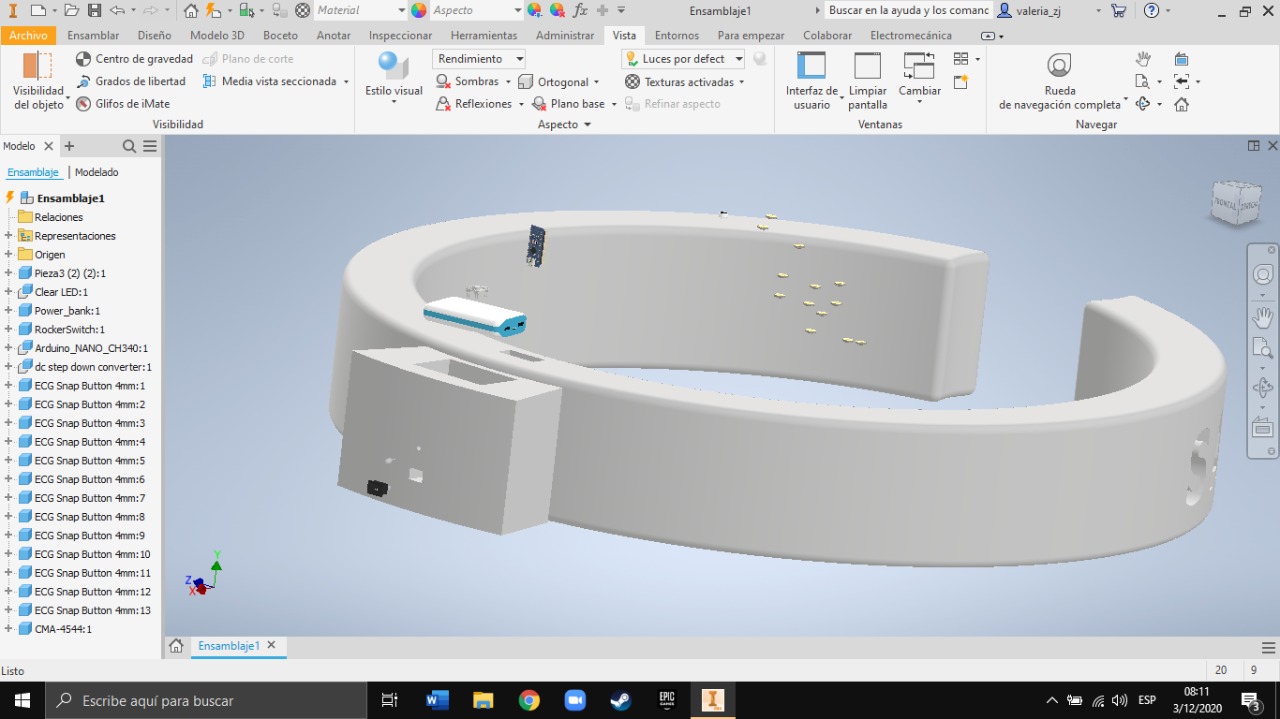 Material
Aspecto
Ensamblaje1
Buscar en la ayuda y los comanc
valeria_zj
Archivo
Ensamblar
Diseño
Modelo 3D
Boceto
Anotar
Inspeccionar
Herramientas
Administrar
Vista
Entornos
Para empezar
Colaborar
Electromecánica
Visibilidad
del objeto
Centro de gravedad
Grados de libertad
Glifos de iMate
Plano de corte
Media vista seccionada
Visibilidad
Estilo visual
Rendimiento
Sombras
Reflexiones
Ortogonal
Plano base
Luces por defect
Texturas activadas
Refinar aspecto
Aspecto
Interfaz de
usuario
Limpiar
pantalla
Cambiar
Ventanas
Rueda
de navegación completa
Navegar
Modelo
Ensamblaje | Modelado
Ensamblaje1
Relaciones
Representaciones
Origen
Pieza3 (2) (2):1
Clear LED:1
Power_bank:1
RockerSwitch:1
Arduino_NANO_CH340:1
dc step down converter:1
ECG Snap Button 4mm:1
ECG Snap Button 4mm:2
ECG Snap Button 4mm:3
ECG Snap Button 4mm:4
ECG Snap Button 4mm:5
ECG Snap Button 4mm:6
ECG Snap Button 4mm:7
ECG Snap Button 4mm:8
ECG Snap Button 4mm:9
ECG Snap Button 4mm:10
ECG Snap Button 4mm:11
ECG Snap Button 4mm:12
ECG Snap Button 4mm:13
CMA-4544:1
Y
Z
X
Ensamblaje1
Listo
20
9
Escribe aquí para buscar
EPIC
GAMES
ESP
08:11
3/12/2020
3